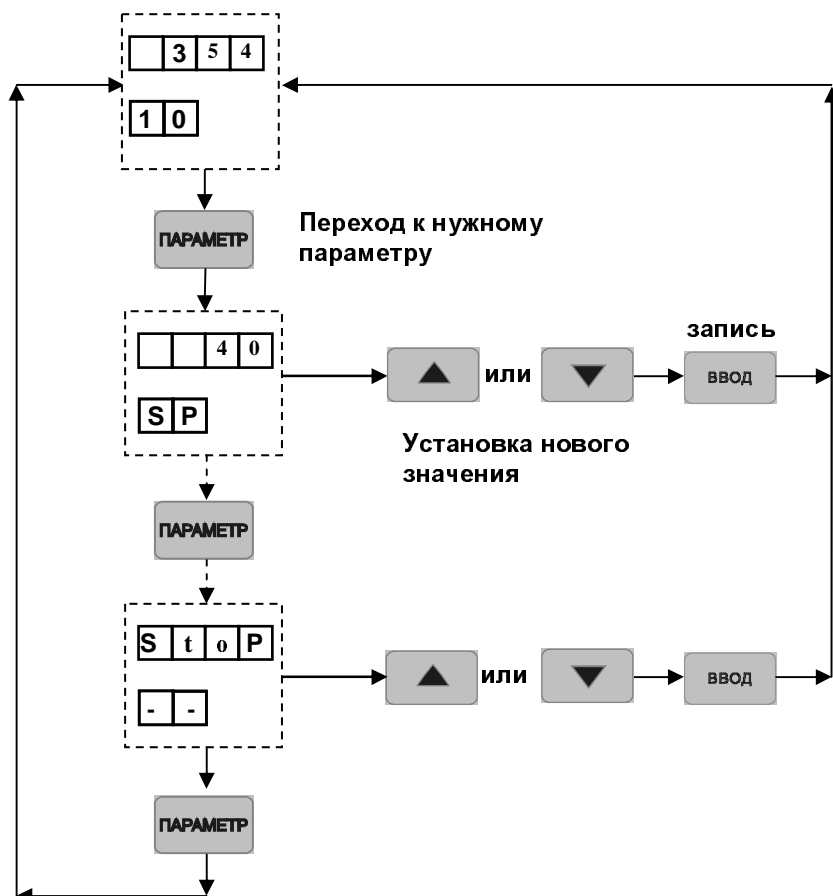 3 5 4
1 0
ПАРАМЕТР
Переход к нужному
параметру
4 0
S P
или
запись
ВВОД
Установка нового
значения
ПАРАМЕТР
S t o P
- -
или
ВВОД
ПАРАМЕТР